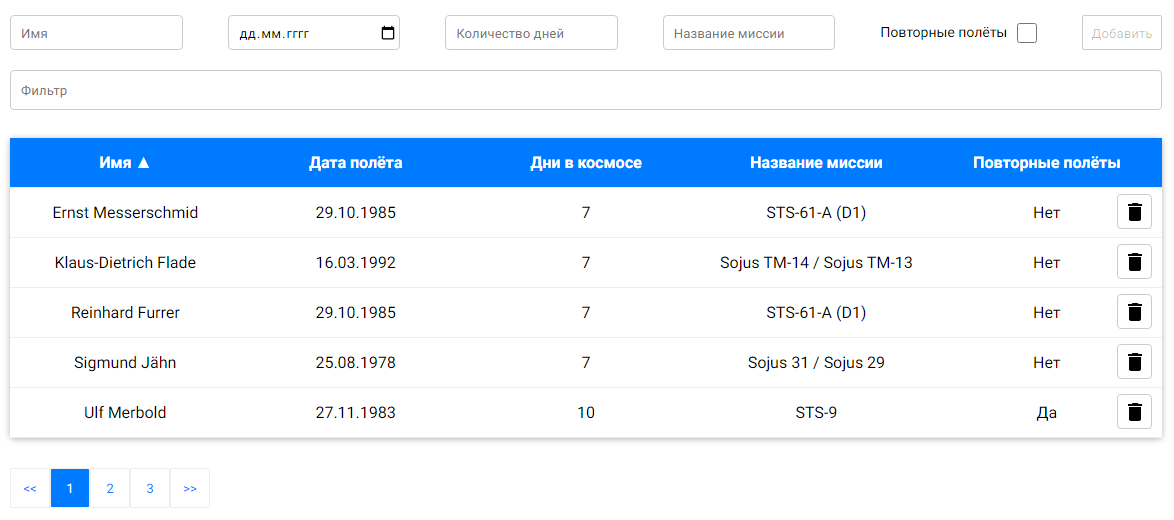 Имя дд.мм.гггг Количество дней Название миссии Повторные полёты Добавить
Фильтр
Имя ▲ Дата полёта Дни в космосе Название миссии Повторные полёты
Ernst Messerschmid 29.10.1985 7 STS-61-A (D1) Нет
Klaus-Dietrich Flade 16.03.1992 7 Sojus TM-14 / Sojus TM-13 Нет
Reinhard Furrer 29.10.1985 7 STS-61-A (D1) Нет
Sigmund Jähn 25.08.1978 7 Sojus 31 / Sojus 29 Нет
Ulf Merbold 27.11.1983 10 STS-9 Да
<< 1 2 3 >>